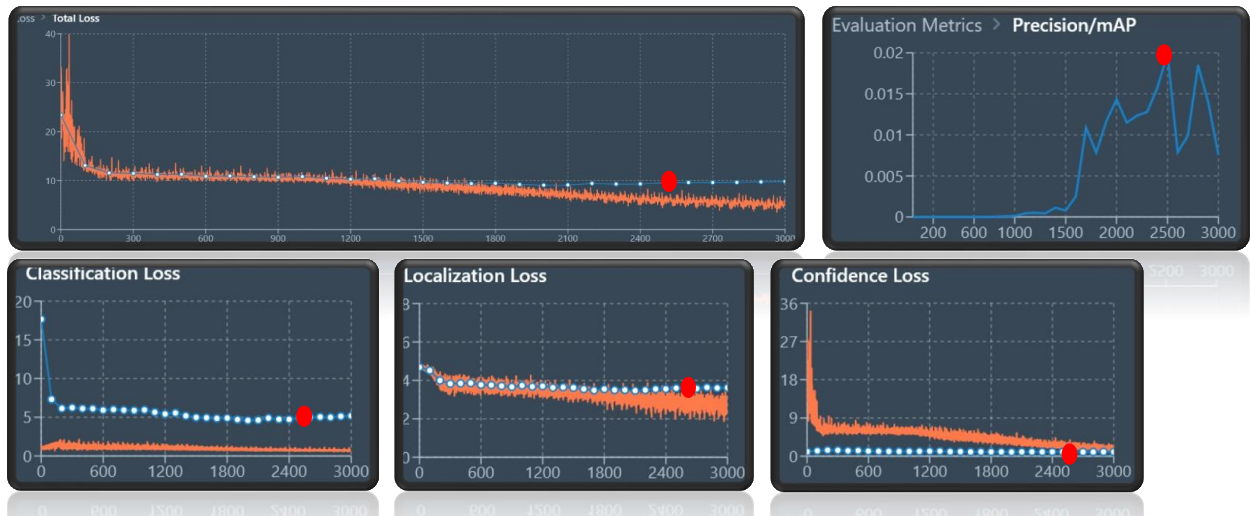 oss > Total Loss
40
30
20
10
0
0 300 600 900 1200 1500 1800 2100 2400 2700 3000
Evaluation Metrics > Precision/mAP
0.02
0.015
0.01
0.005
0
200 600 1000 1500 2000 2500 3000
Classification Loss
20
15
10
5
0
0 600 1200 1800 2400 3000
Localization Loss
8
6
4
2
0
0 600 1200 1800 2400 3000
Confidence Loss
36
27
18
9
0
0 600 1200 1800 2400 3000